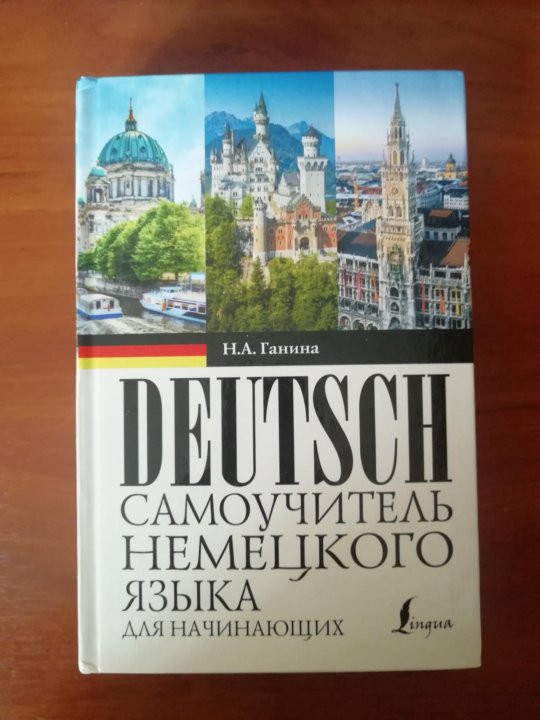 Н.А. Ганина
DEUTSCH
САМОУЧИТЕЛЬ
НЕМЕЦКОГО
ЯЗЫКА
ДЛЯ НАЧИНАЮЩИХ
Lingua